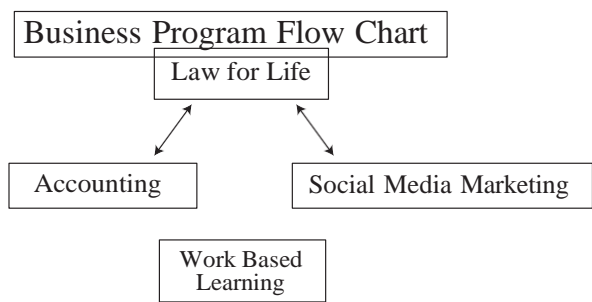 Business Program Flow Chart
Law for Life
Accounting
Social Media Marketing
Work Based
Learning